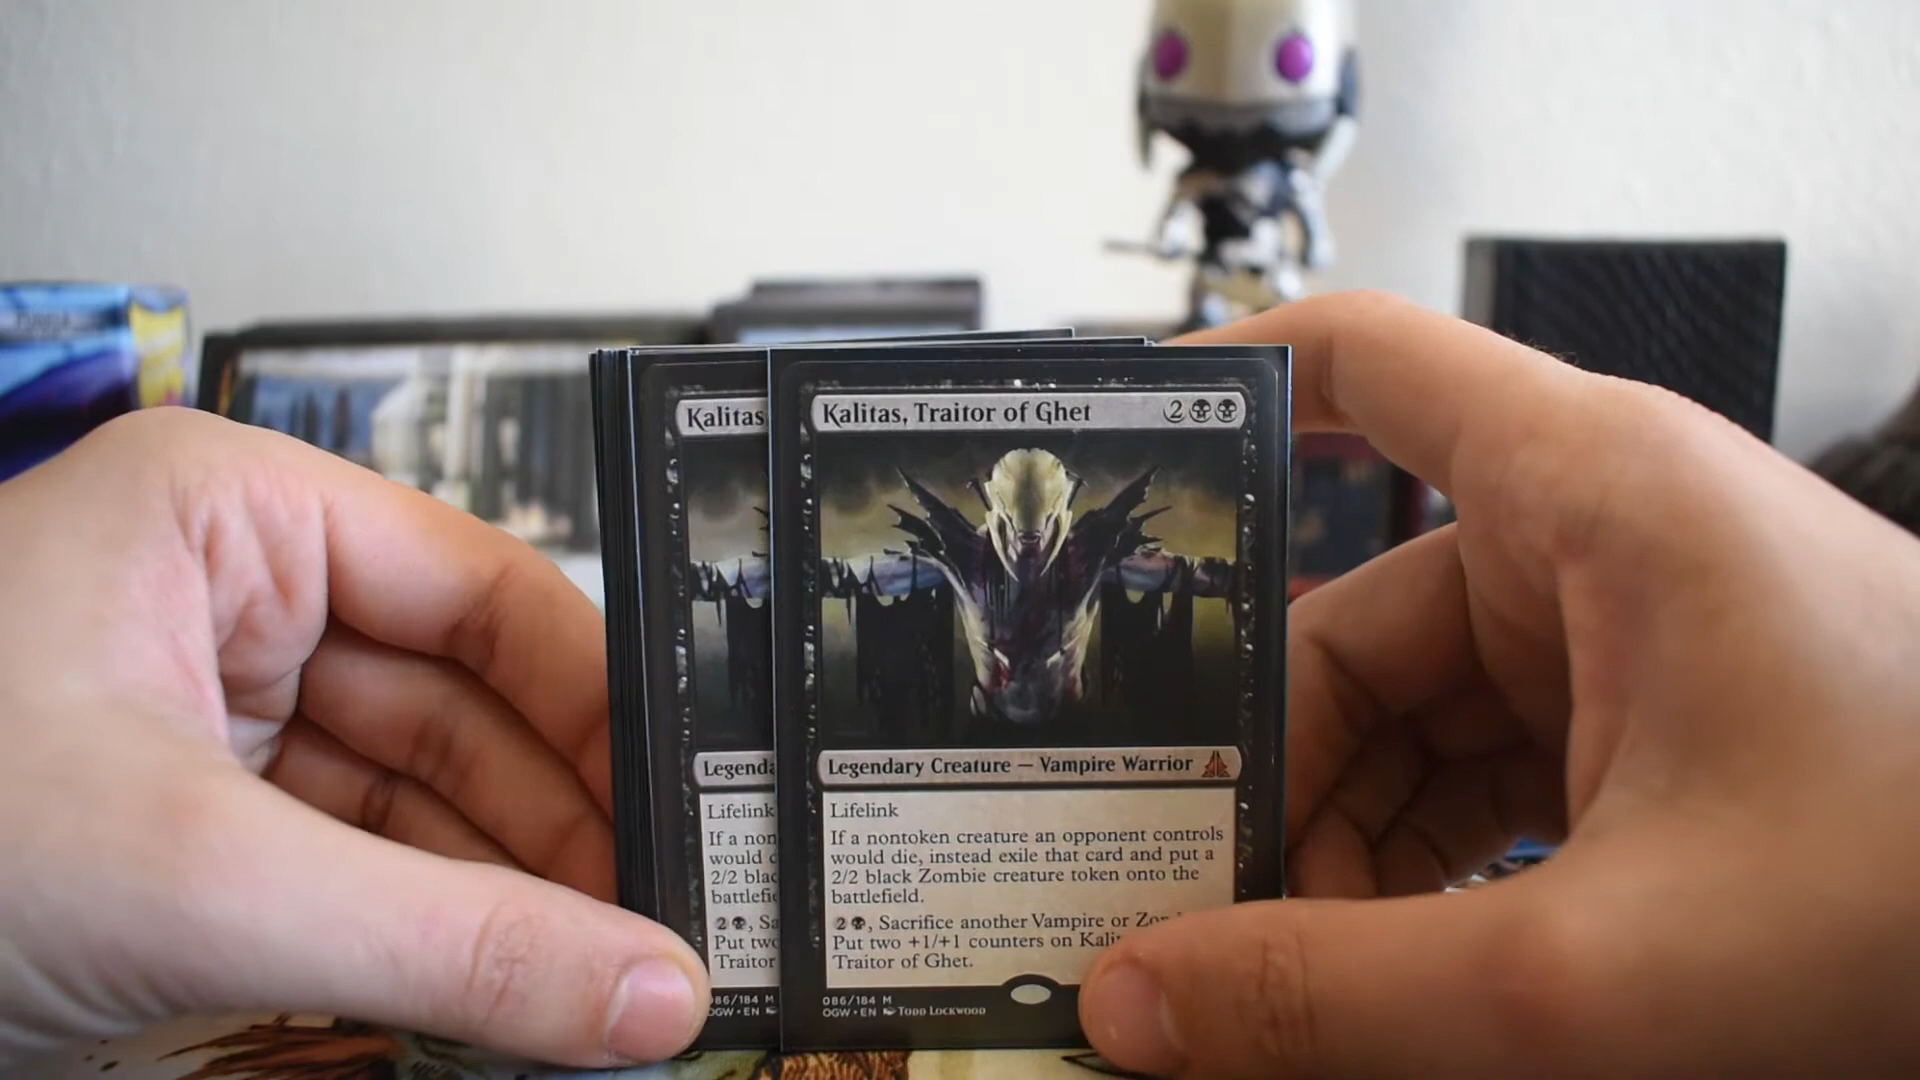 Kalitas
Legenda
Lifelink
If a non
would d
2/2 blac
battlefie
2, Sa
Put two
Traitor
086/184 M
OGW • EN
Kalitas, Traitor of Ghet 2
Legendary Creature — Vampire Warrior
Lifelink
If a nontoken creature an opponent controls
would die, instead exile that card and put a
2/2 black Zombie creature token onto the
battlefield.
2, Sacrifice another Vampire or Zom
Put two +1/+1 counters on Kalit
Traitor of Ghet.
086/184 M
OGW • EN Todd Lockwood